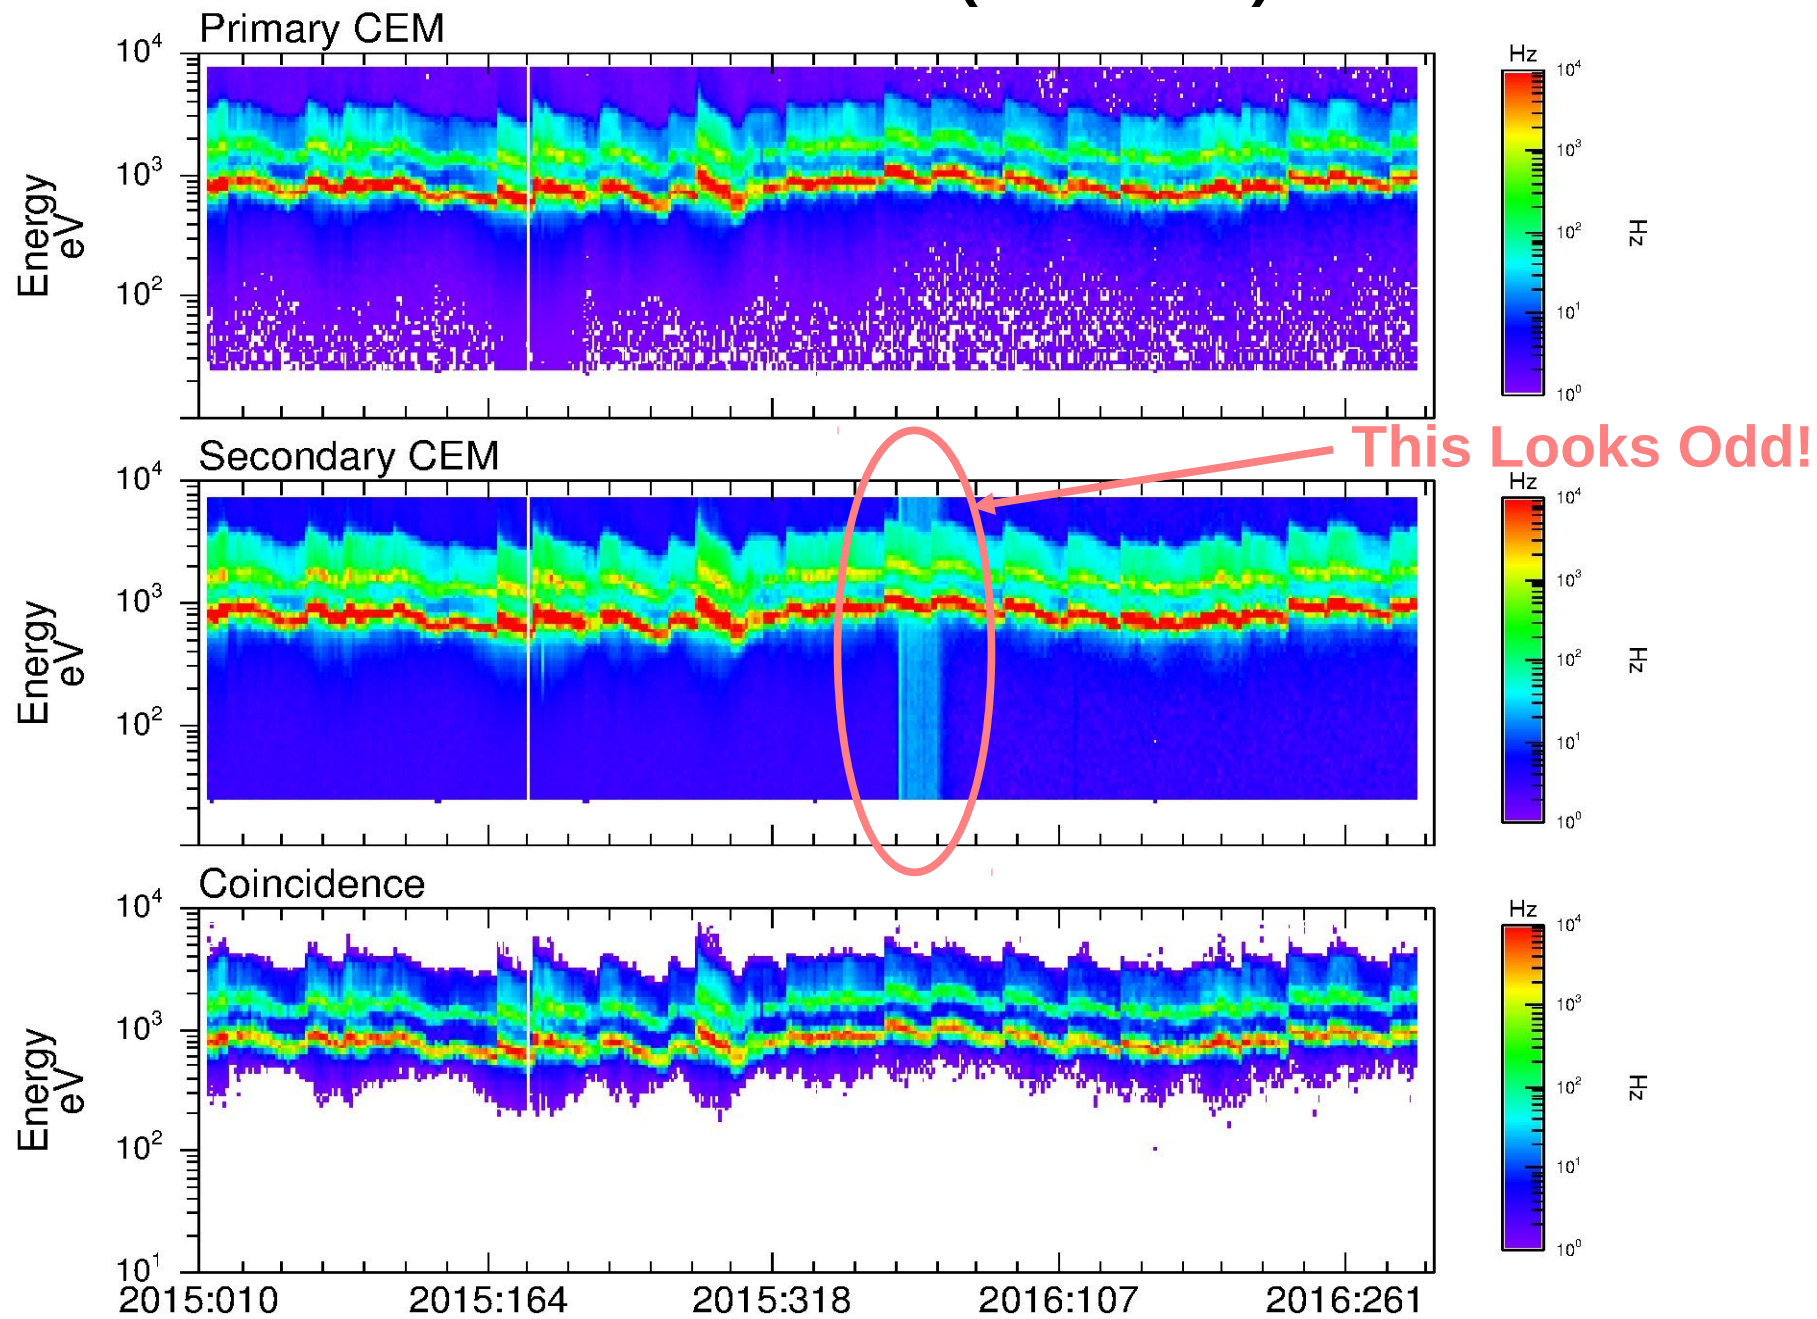 Primary CEM
10⁴
10³
10²
Energy
eV
Hz
10⁴
10³
10²
10¹
10⁰
Hz
This Looks Odd!
Secondary CEM
10⁴
10³
10²
Energy
eV
Hz
10⁴
10³
10²
10¹
10⁰
Hz
Coincidence
10⁴
10³
10²
10¹
Energy
eV
Hz
10⁴
10³
10²
10¹
10⁰
Hz
2015:010 2015:164 2015:318 2016:107 2016:261